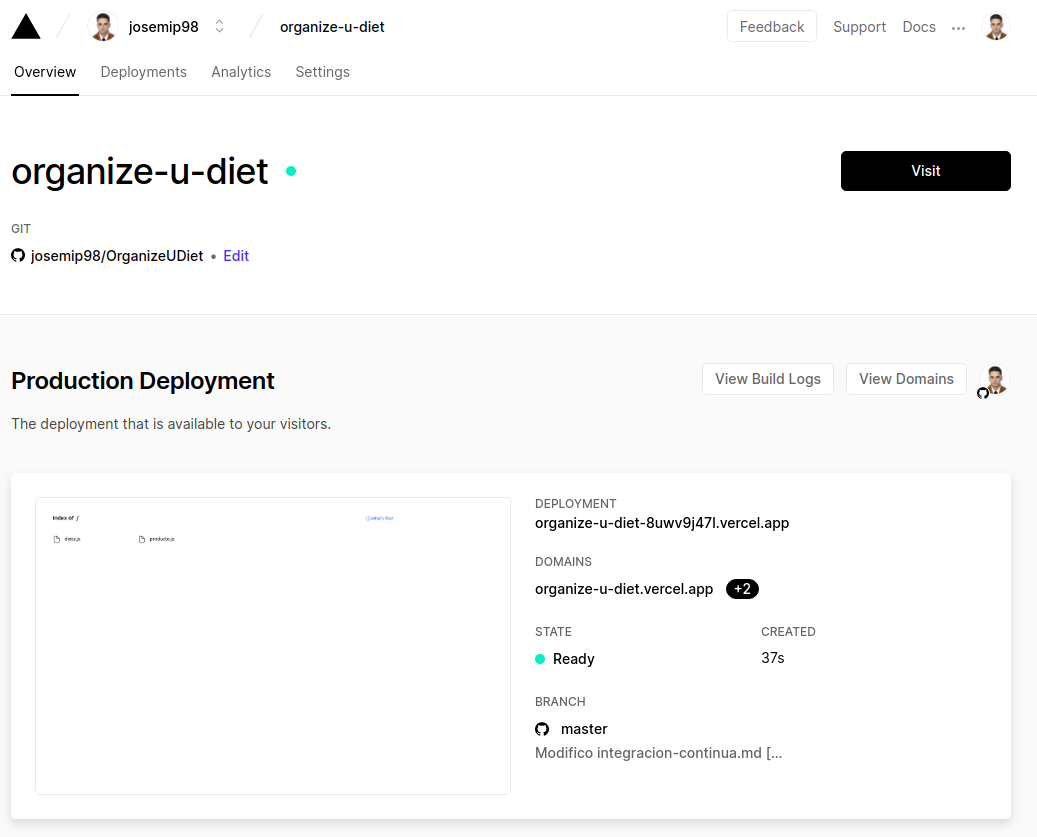 josemip98
organize-u-diet
Feedback
Support
Docs
Overview
Deployments
Analytics
Settings
organize-u-diet
Visit
GIT
josemip98/OrganizeUDiet • Edit
Production Deployment
View Build Logs
View Domains
The deployment that is available to your visitors.
Index of /
what's this?
dieta.js
producto.js
DEPLOYMENT
organize-u-diet-8uwv9j47l.vercel.app
DOMAINS
organize-u-diet.vercel.app +2
STATE
CREATED
Ready
37s
BRANCH
master
Modifico integracion-continua.md [...